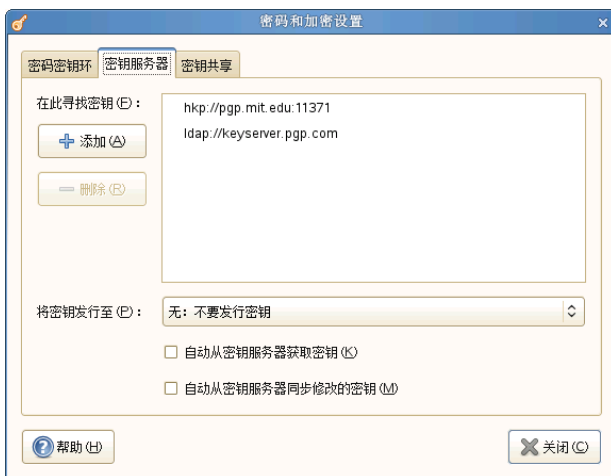 密码和加密设置
密码密钥环 密钥服务器 密钥共享
在此寻找密钥(F)：
hkp://pgp.mit.edu:11371
ldap://keyserver.pgp.com
添加(A)
删除(R)
将密钥发行至(P)： 无：不要发行密钥
自动从密钥服务器获取密钥(K)
自动从密钥服务器同步修改的密钥(M)
帮助(H) 关闭(C)